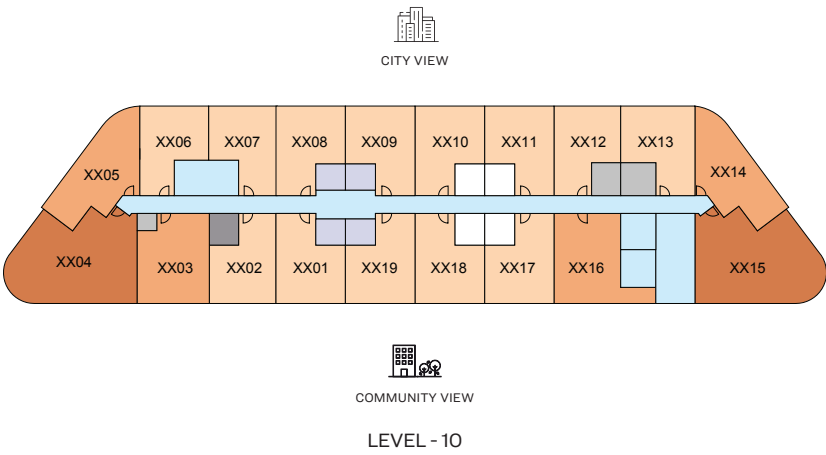 CITY VIEW
XX06 XX07 XX08 XX09 XX10 XX11 XX12 XX13
XX05 XX14
XX04 XX03 XX02 XX01 XX19 XX18 XX17 XX16 XX15
COMMUNITY VIEW
LEVEL - 10